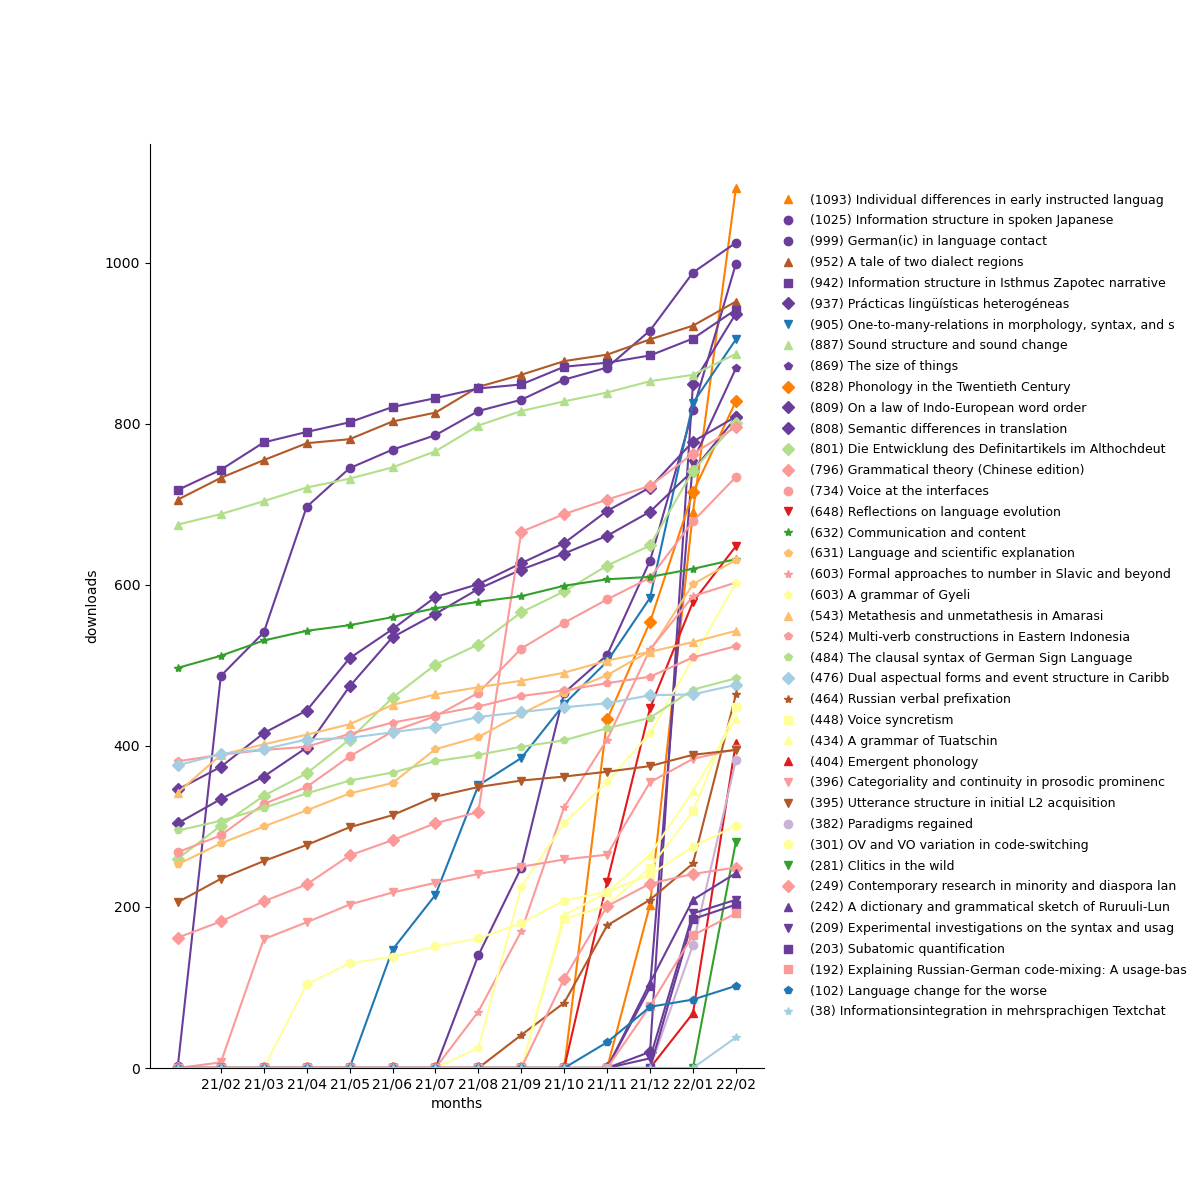 1000
800
600
400
200
0
downloads
21/02 21/03 21/04 21/05 21/06 21/07 21/08 21/09 21/10 21/11 21/12 22/01 22/02
months
(1093) Individual differences in early instructed languag
(1025) Information structure in spoken Japanese
(999) German(ic) in language contact
(952) A tale of two dialect regions
(942) Information structure in Isthmus Zapotec narrative
(937) Prácticas lingüísticas heterogéneas
(905) One-to-many-relations in morphology, syntax, and s
(887) Sound structure and sound change
(869) The size of things
(828) Phonology in the Twentieth Century
(809) On a law of Indo-European word order
(808) Semantic differences in translation
(801) Die Entwicklung des Definitartikels im Althochdeut
(796) Grammatical theory (Chinese edition)
(734) Voice at the interfaces
(648) Reflections on language evolution
(632) Communication and content
(631) Language and scientific explanation
(603) Formal approaches to number in Slavic and beyond
(603) A grammar of Gyeli
(543) Metathesis and unmetathesis in Amarasi
(524) Multi-verb constructions in Eastern Indonesia
(484) The clausal syntax of German Sign Language
(476) Dual aspectual forms and event structure in Caribb
(464) Russian verbal prefixation
(448) Voice syncretism
(434) A grammar of Tuatschin
(404) Emergent phonology
(396) Categoriality and continuity in prosodic prominenc
(395) Utterance structure in initial L2 acquisition
(382) Paradigms regained
(301) OV and VO variation in code-switching
(281) Clitics in the wild
(249) Contemporary research in minority and diaspora lan
(242) A dictionary and grammatical sketch of Ruruuli-Lun
(209) Experimental investigations on the syntax and usag
(203) Subatomic quantification
(192) Explaining Russian-German code-mixing: A usage-bas
(102) Language change for the worse
(38) Informationsintegration in mehrsprachigen Textchat